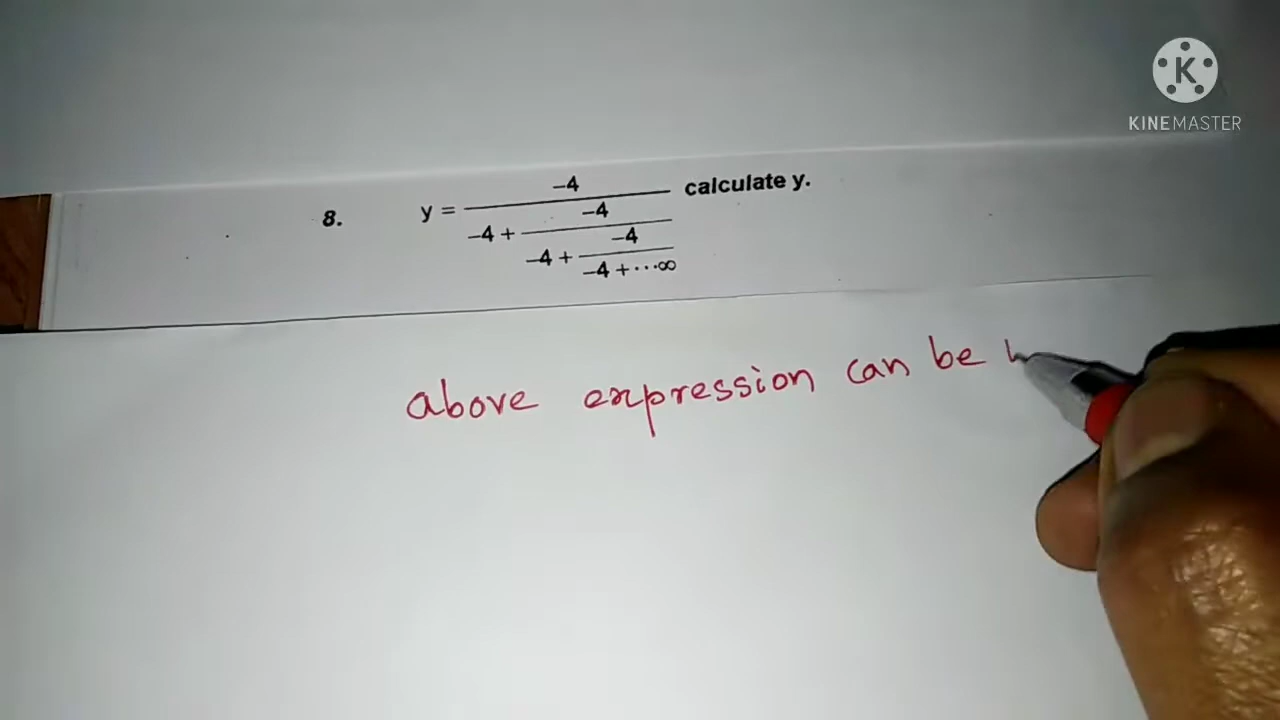 K
KINEMASTER
8. y = −4 calculate y.
−4 + −4
−4 + −4
−4 + ⋯∞
above expression can be